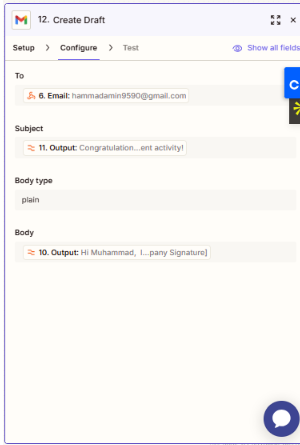 12. Create Draft
Setup > Configure > Test Show all fields
To
6. Email: hammadamin9590@gmail.com
Subject
11. Output: Congratulation...ent activity!
Body type
plain
Body
10. Output: Hi Muhammad, I...pany Signature]